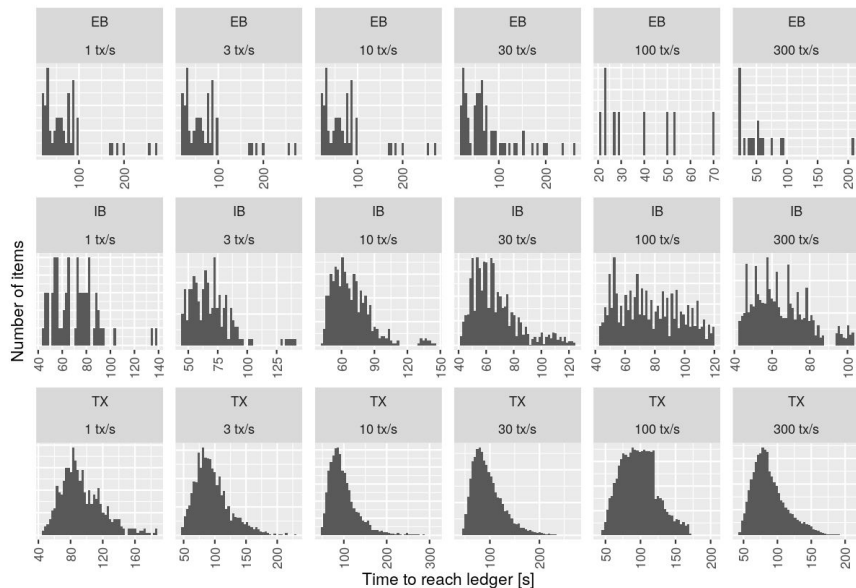 EB EB EB EB EB EB
1 tx/s 3 tx/s 10 tx/s 30 tx/s 100 tx/s 300 tx/s
100 200 100 200 100 200 100 200 20 30 40 50 60 70 50 100 150 200
IB IB IB IB IB IB
1 tx/s 3 tx/s 10 tx/s 30 tx/s 100 tx/s 300 tx/s
40 60 80 100 120 140 50 75 100 125 60 90 120 150 40 60 80 100 120 40 60 80 100 120 40 60 80 100
TX TX TX TX TX TX
1 tx/s 3 tx/s 10 tx/s 30 tx/s 100 tx/s 300 tx/s
40 80 120 160 50 100 150 200 100 200 300 100 200 50 100 150 200 50 100 150 200
Number of items
Time to reach ledger [s]